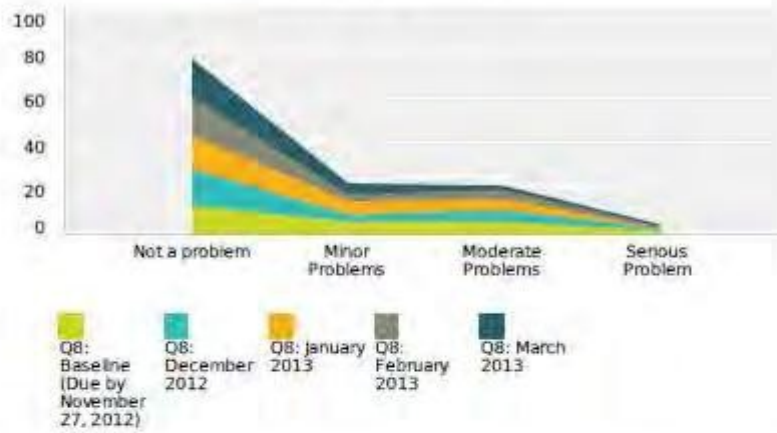 100
80
60
40
20
0
Not a problem
Minor
Problems
Moderate
Problems
Serious
Problem
Q8:
Baseline
(Due by
November
27, 2012)
Q8:
December
2012
Q8: January
2013
Q8:
February
2013
Q8: March
2013